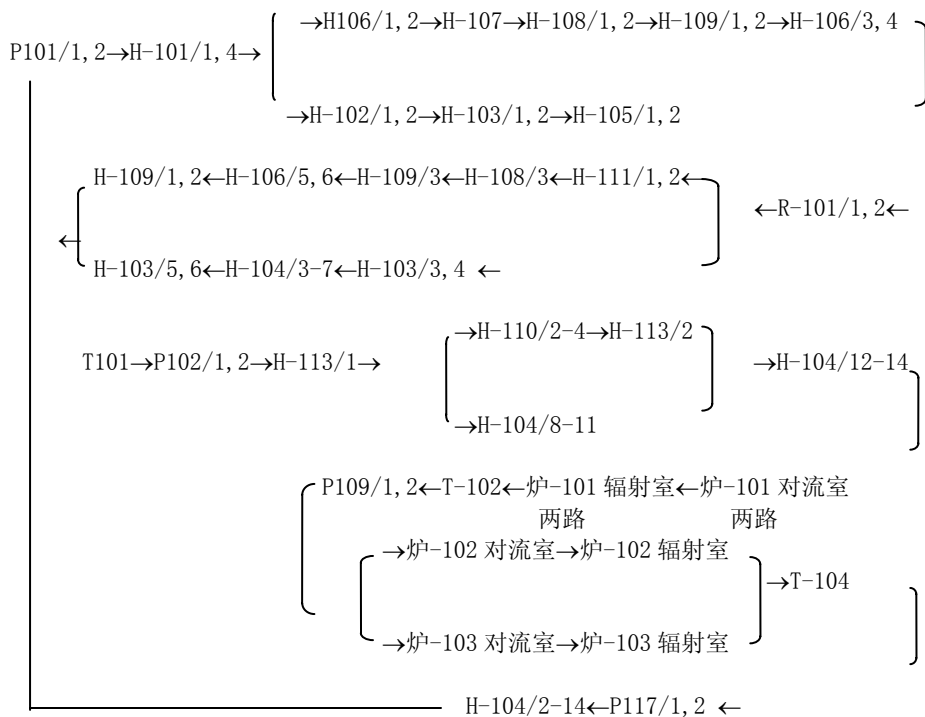 →H106/1,2→H-107→H-108/1,2→H-109/1,2→H-106/3,4
P101/1,2→H-101/1,4→
→H-102/1,2→H-103/1,2→H-105/1,2
H-109/1,2←H-106/5,6←H-109/3←H-108/3←H-111/1,2←
←R-101/1,2←
←
H-103/5,6←H-104/3-7←H-103/3,4 ←
→H-110/2-4→H-113/2
T101→P102/1,2→H-113/1→ →H-104/12-14
→H-104/8-11
P109/1,2←T-102←炉-101 辐射室←炉-101 对流室
两路 两路
→炉-102 对流室→炉-102 辐射室
→T-104
→炉-103 对流室→炉-103 辐射室
H-104/2-14←P117/1,2 ←